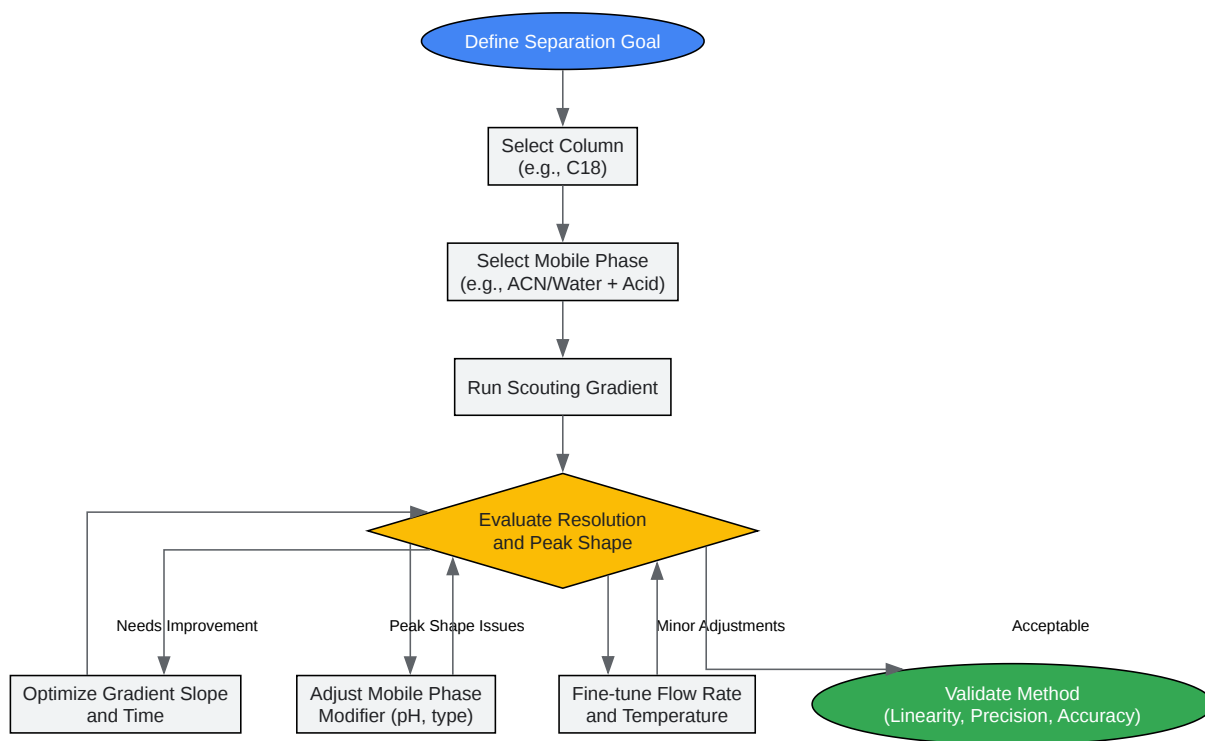 Define Separation Goal
Select Column
(e.g., C18)
Select Mobile Phase
(e.g., ACN/Water + Acid)
Run Scouting Gradient
Evaluate Resolution
and Peak Shape
Needs Improvement
Peak Shape Issues
Minor Adjustments
Acceptable
Optimize Gradient Slope
and Time
Adjust Mobile Phase
Modifier (pH, type)
Fine-tune Flow Rate
and Temperature
Validate Method
(Linearity, Precision, Accuracy)